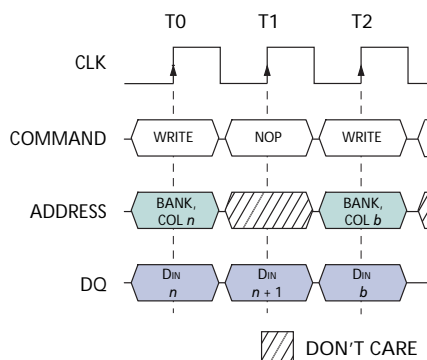 T0 T1 T2
CLK
COMMAND WRITE NOP WRITE
ADDRESS BANK, COL n BANK, COL b
DQ DIN n DIN n + 1 DIN b
DON'T CARE